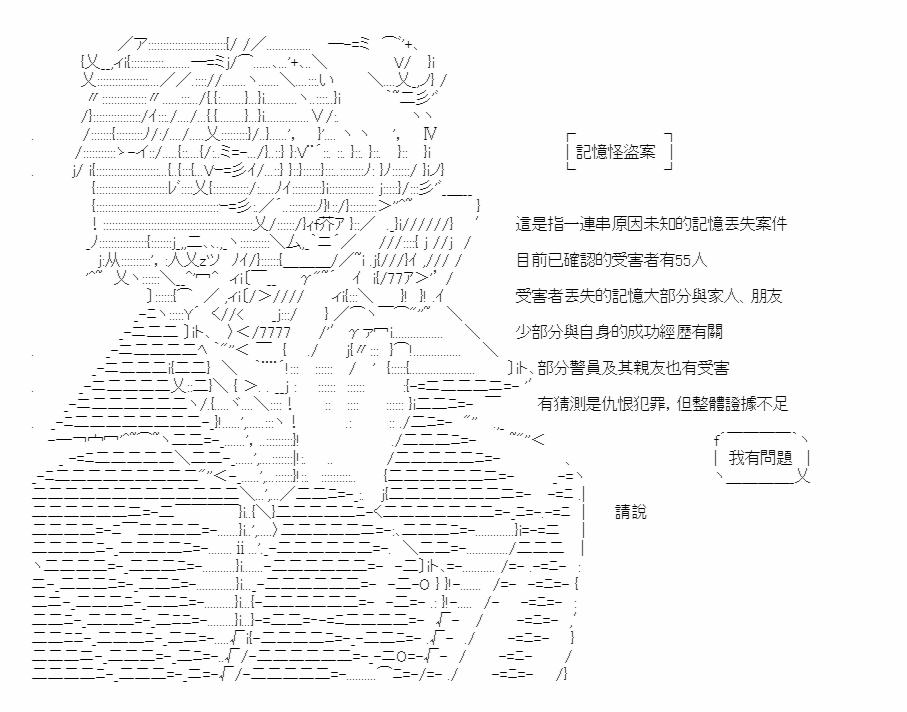 記憶怪盜案
這是指一連串原因未知的記憶丟失案件
目前已確認的受害者有55人
受害者丟失的記憶大部分與家人、朋友
少部分與自身的成功經歷有關
部分警員及其親友也有受害
有猜測是仇恨犯罪，但整體證據不足
我有問題
請說